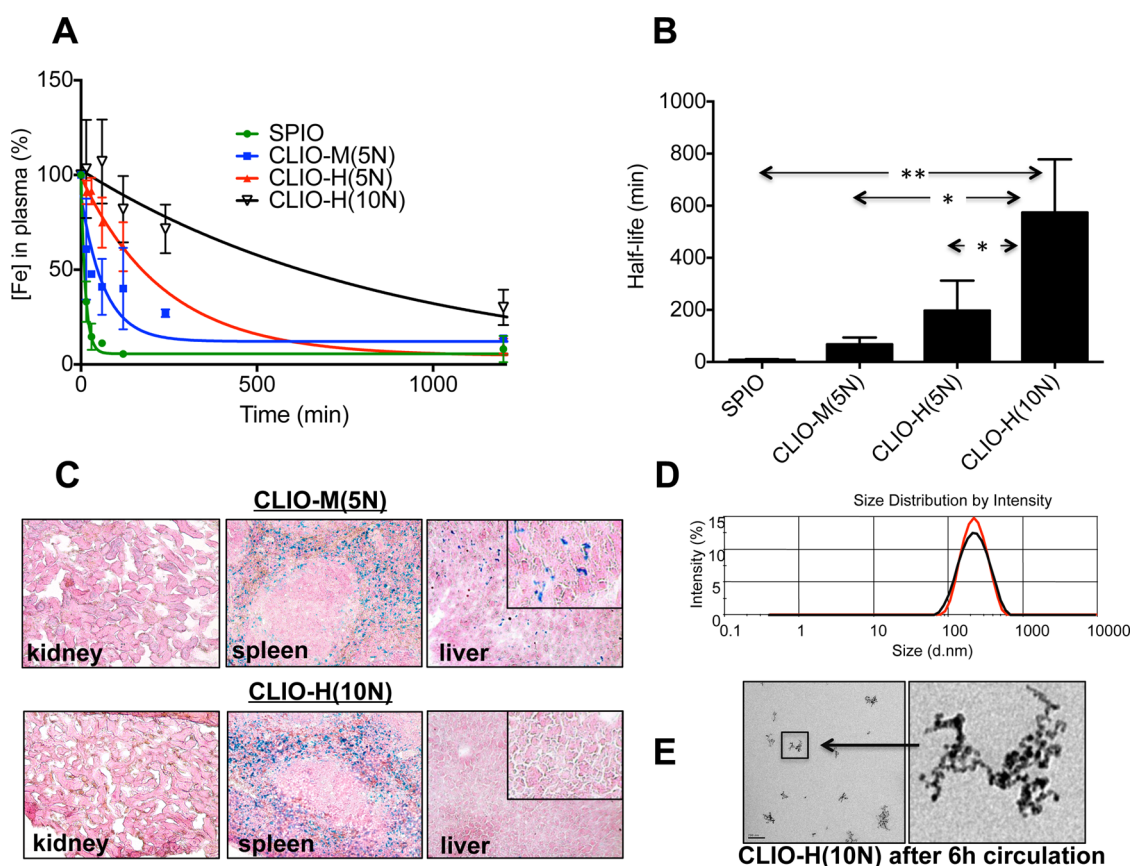 A
[Fe] in plasma (%)
150
100
50
0
0
500
1000
Time (min)
SPIO
CLIO-M(5N)
CLIO-H(5N)
CLIO-H(10N)
B
Half-life (min)
1000
800
600
400
200
0
**
*
*
SPIO
CLIO-M(5N)
CLIO-H(5N)
CLIO-H(10N)
C
CLIO-M(5N)
kidney
spleen
liver
CLIO-H(10N)
kidney
spleen
liver
D
Size Distribution by Intensity
Intensity (%)
15
10
5
0
0.1
1
10
100
1000
10000
Size (d.nm)
E
CLIO-H(10N) after 6h circulation